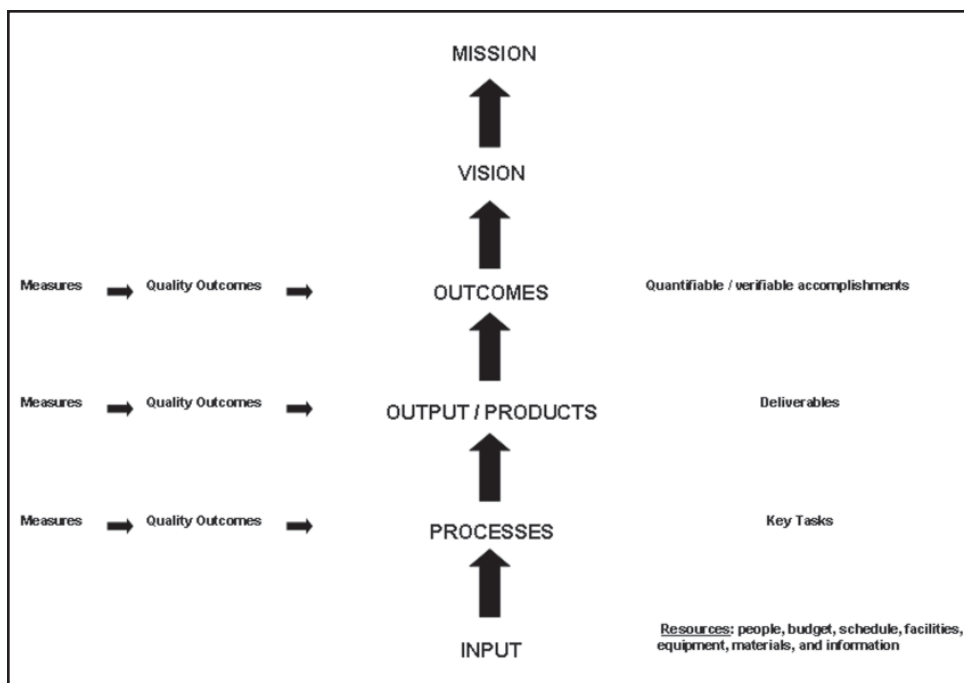 MISSION
VISION
Measures Quality Outcomes OUTCOMES Quantifiable / verifiable accomplishments
Measures Quality Outcomes OUTPUT / PRODUCTS Deliverables
Measures Quality Outcomes PROCESSES Key Tasks
INPUT Resources: people, budget, schedule, facilities,
equipment, materials, and information